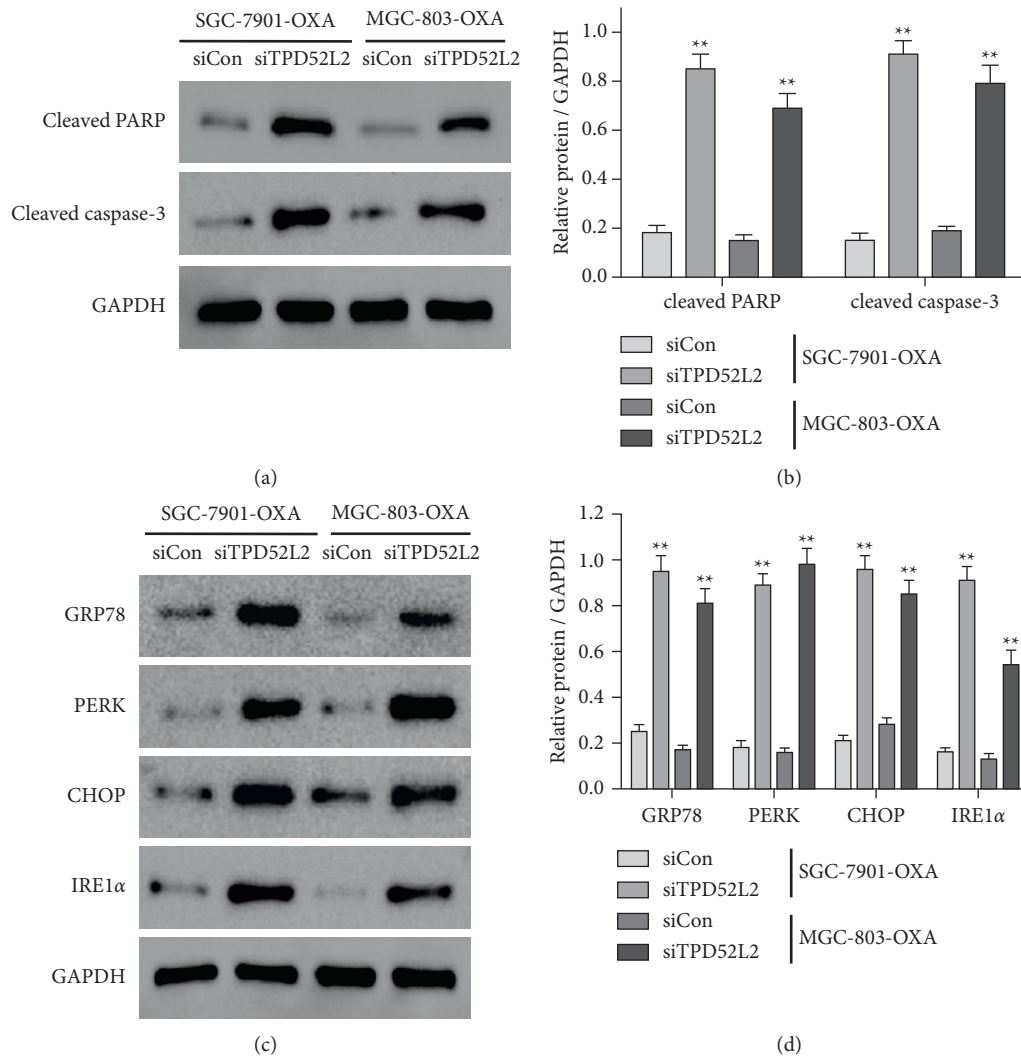 SGC-7901-OXA MGC-803-OXA
siCon siTPD52L2 siCon siTPD52L2
Cleaved PARP
Cleaved caspase-3
GAPDH
(a)
Relative protein / GAPDH
1.0
0.8
0.6
0.4
0.2
0.0
** ** ** **
cleaved PARP cleaved caspase-3
siCon
siTPD52L2
SGC-7901-OXA
siCon
siTPD52L2
MGC-803-OXA
(b)
SGC-7901-OXA MGC-803-OXA
siCon siTPD52L2 siCon siTPD52L2
GRP78
PERK
CHOP
IRE1α
GAPDH
(c)
Relative protein / GAPDH
1.2
1.0
0.8
0.6
0.4
0.2
0.0
** ** ** ** ** ** ** **
GRP78 PERK CHOP IRE1α
siCon
siTPD52L2
SGC-7901-OXA
siCon
siTPD52L2
MGC-803-OXA
(d)